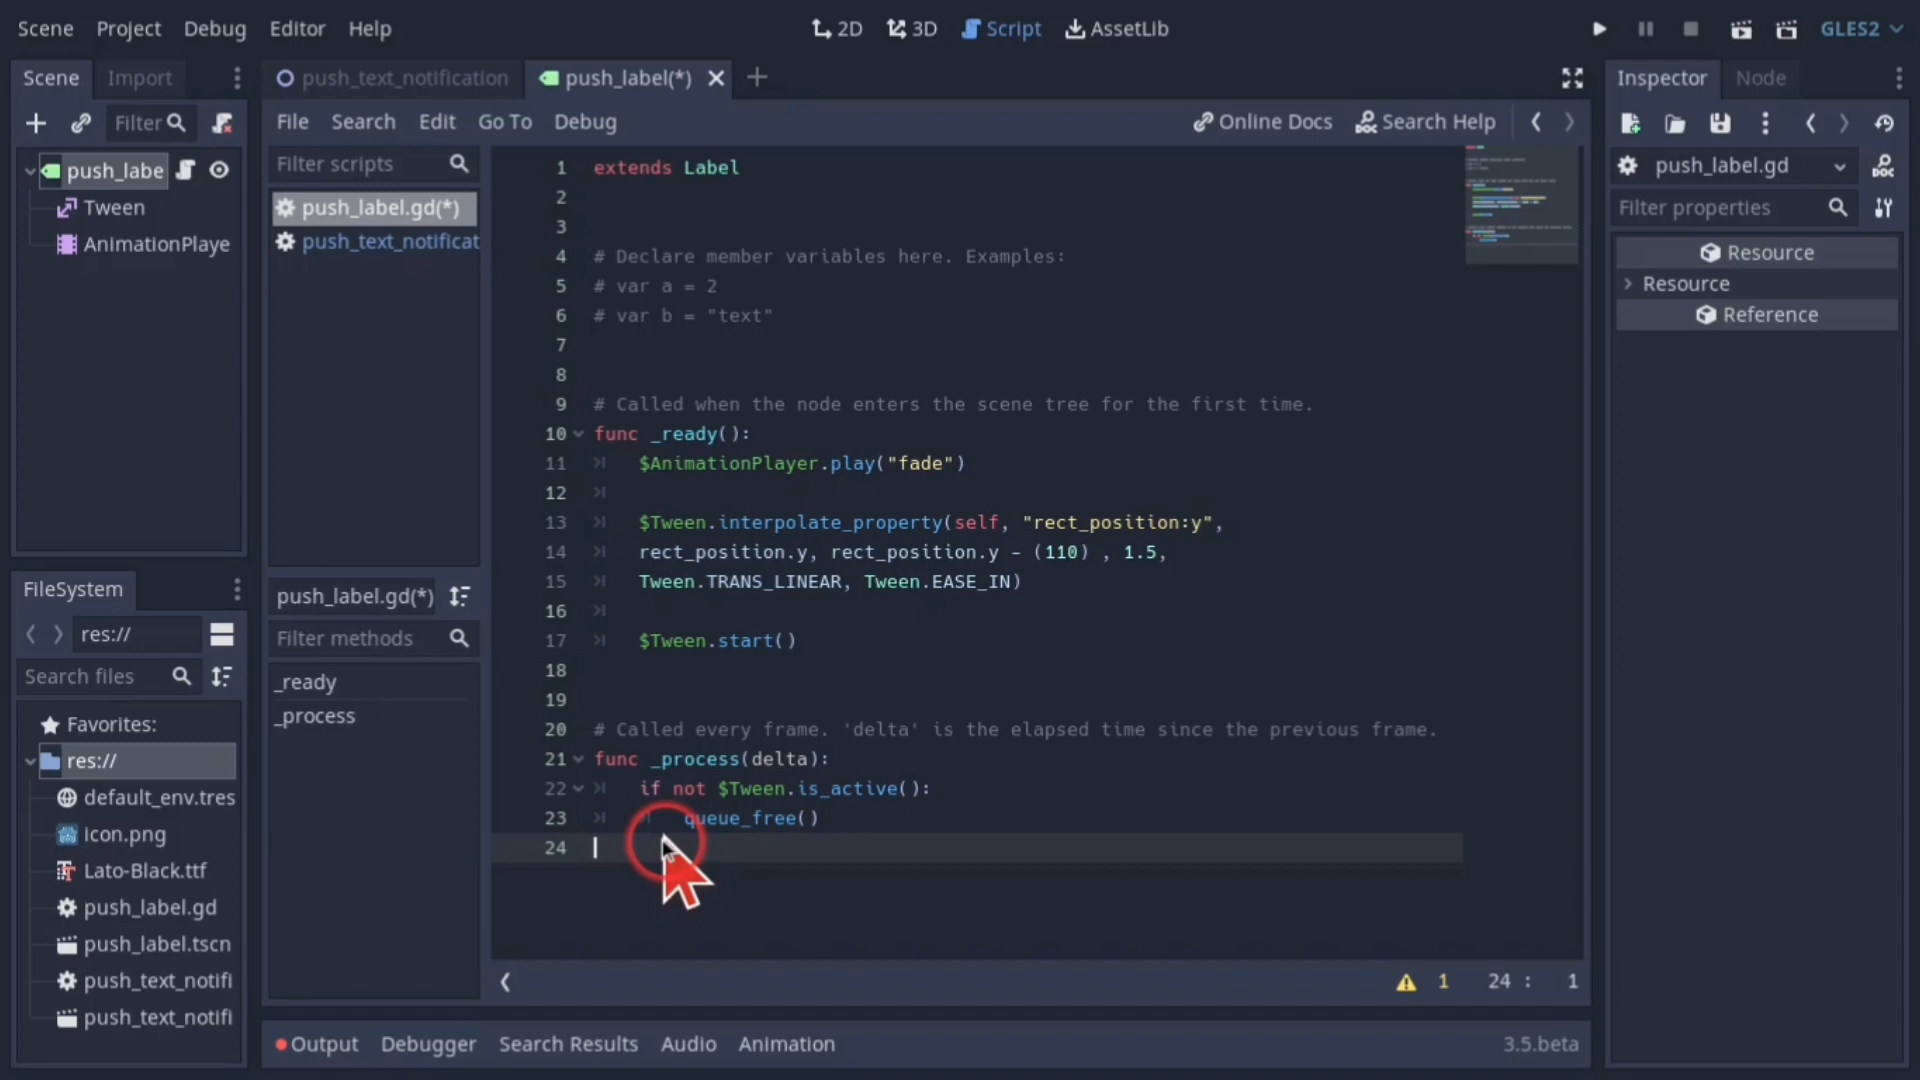 Scene Project Debug Editor Help
2D 3D Script AssetLib
GLES2
Scene Import
push_text_notification push_label(*)
Inspector Node
Filter
File Search Edit Go To Debug
Online Docs Search Help
push_labe
Tween
AnimationPlaye
Filter scripts
push_label.gd(*)
push_text_notificat
push_label.gd(*)
Filter methods
_ready
_process
1 extends Label
2
3
4 # Declare member variables here. Examples:
5 # var a = 2
6 # var b = "text"
7
8
9 # Called when the node enters the scene tree for the first time.
10 func _ready():
11 $AnimationPlayer.play("fade")
12
13 $Tween.interpolate_property(self, "rect_position:y",
14 rect_position.y, rect_position.y - (110) , 1.5,
15 Tween.TRANS_LINEAR, Tween.EASE_IN)
16
17 $Tween.start()
18
19
20 # Called every frame. 'delta' is the elapsed time since the previous frame.
21 func _process(delta):
22 if not $Tween.is_active():
23 queue_free()
24
1 24 : 1
push_label.gd
Filter properties
Resource
Resource
Reference
FileSystem
res://
Search files
Favorites:
res://
default_env.tres
icon.png
Lato-Black.ttf
push_label.gd
push_label.tscn
push_text_notifi
push_text_notifi
Output Debugger Search Results Audio Animation
3.5.beta